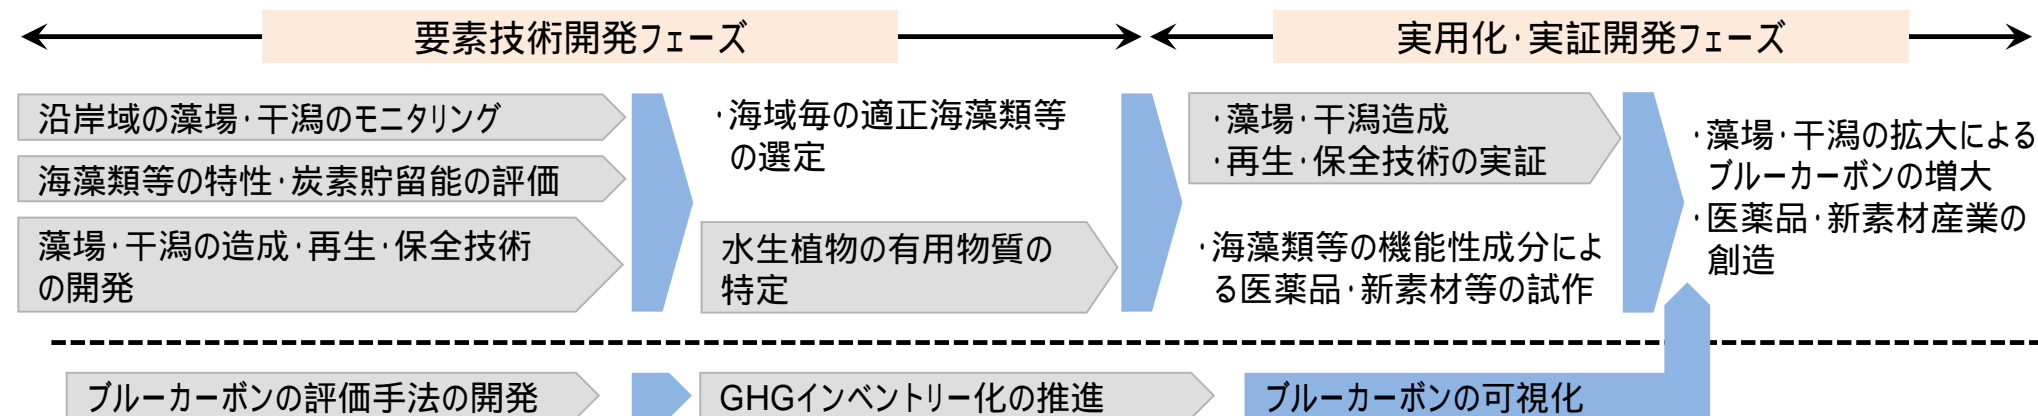 要素技術開発フェーズ
実用化・実証開発フェーズ
沿岸域の藻場・干潟のモニタリング
海藻類等の特性・炭素貯留能の評価
藻場・干潟の造成・再生・保全技術
の開発
・海域毎の適正海藻類等
の選定
水生植物の有用物質の
特定
・藻場・干潟造成
・再生・保全技術の実証
・海藻類等の機能性成分によ
る医薬品・新素材等の試作
・藻場・干潟の拡大による
ブルーカーボンの増大
・医薬品・新素材産業の
創造
ブルーカーボンの評価手法の開発
GHGインベントリー化の推進
ブルーカーボンの可視化